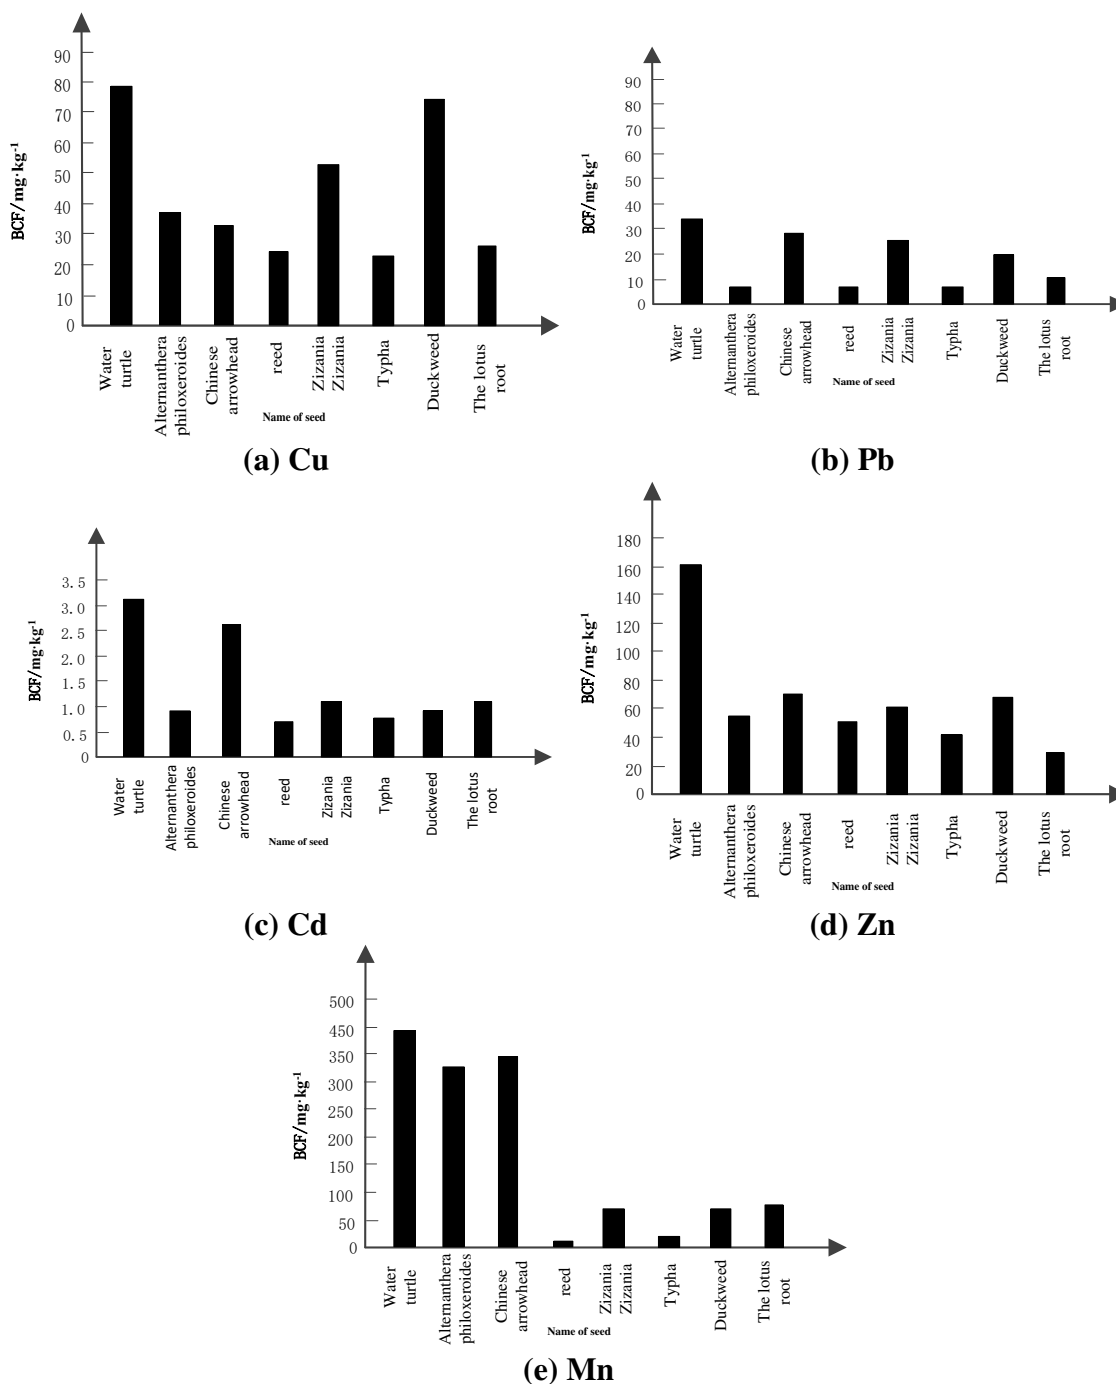 90
80
70
60
50
40
30
20
10
0
BCF/mg·kg-1
Water
turtle
Alternanthera
philoxeroides
Chinese
arrowhead
reed
Zizania
Zizania
Typha
Duckweed
The lotus
root
Name of seed
(a) Cu
90
80
70
60
50
40
30
20
10
0
BCF/mg·kg-1
Water
turtle
Alternanthera
philoxeroides
Chinese
arrowhead
reed
Zizania
Zizania
Typha
Duckweed
The lotus
root
Name of seed
(b) Pb
3.5
3.0
2.5
2.0
1.5
1.0
0.5
0
BCF/mg·kg-1
Water
turtle
Alternanthera
philoxeroides
Chinese
arrowhead
reed
Zizania
Zizania
Typha
Duckweed
The lotus
root
Name of seed
(c) Cd
180
160
140
120
100
80
60
40
20
0
BCF/mg·kg-1
Water
turtle
Alternanthera
philoxeroides
Chinese
arrowhead
reed
Zizania
Zizania
Typha
Duckweed
The lotus
root
Name of seed
(d) Zn
500
450
350
300
250
200
150
100
50
0
BCF/mg·kg-1
Water
turtle
Alternanthera
philoxeroides
Chinese
arrowhead
reed
Zizania
Zizania
Typha
Duckweed
The lotus
root
Name of seed
(e) Mn